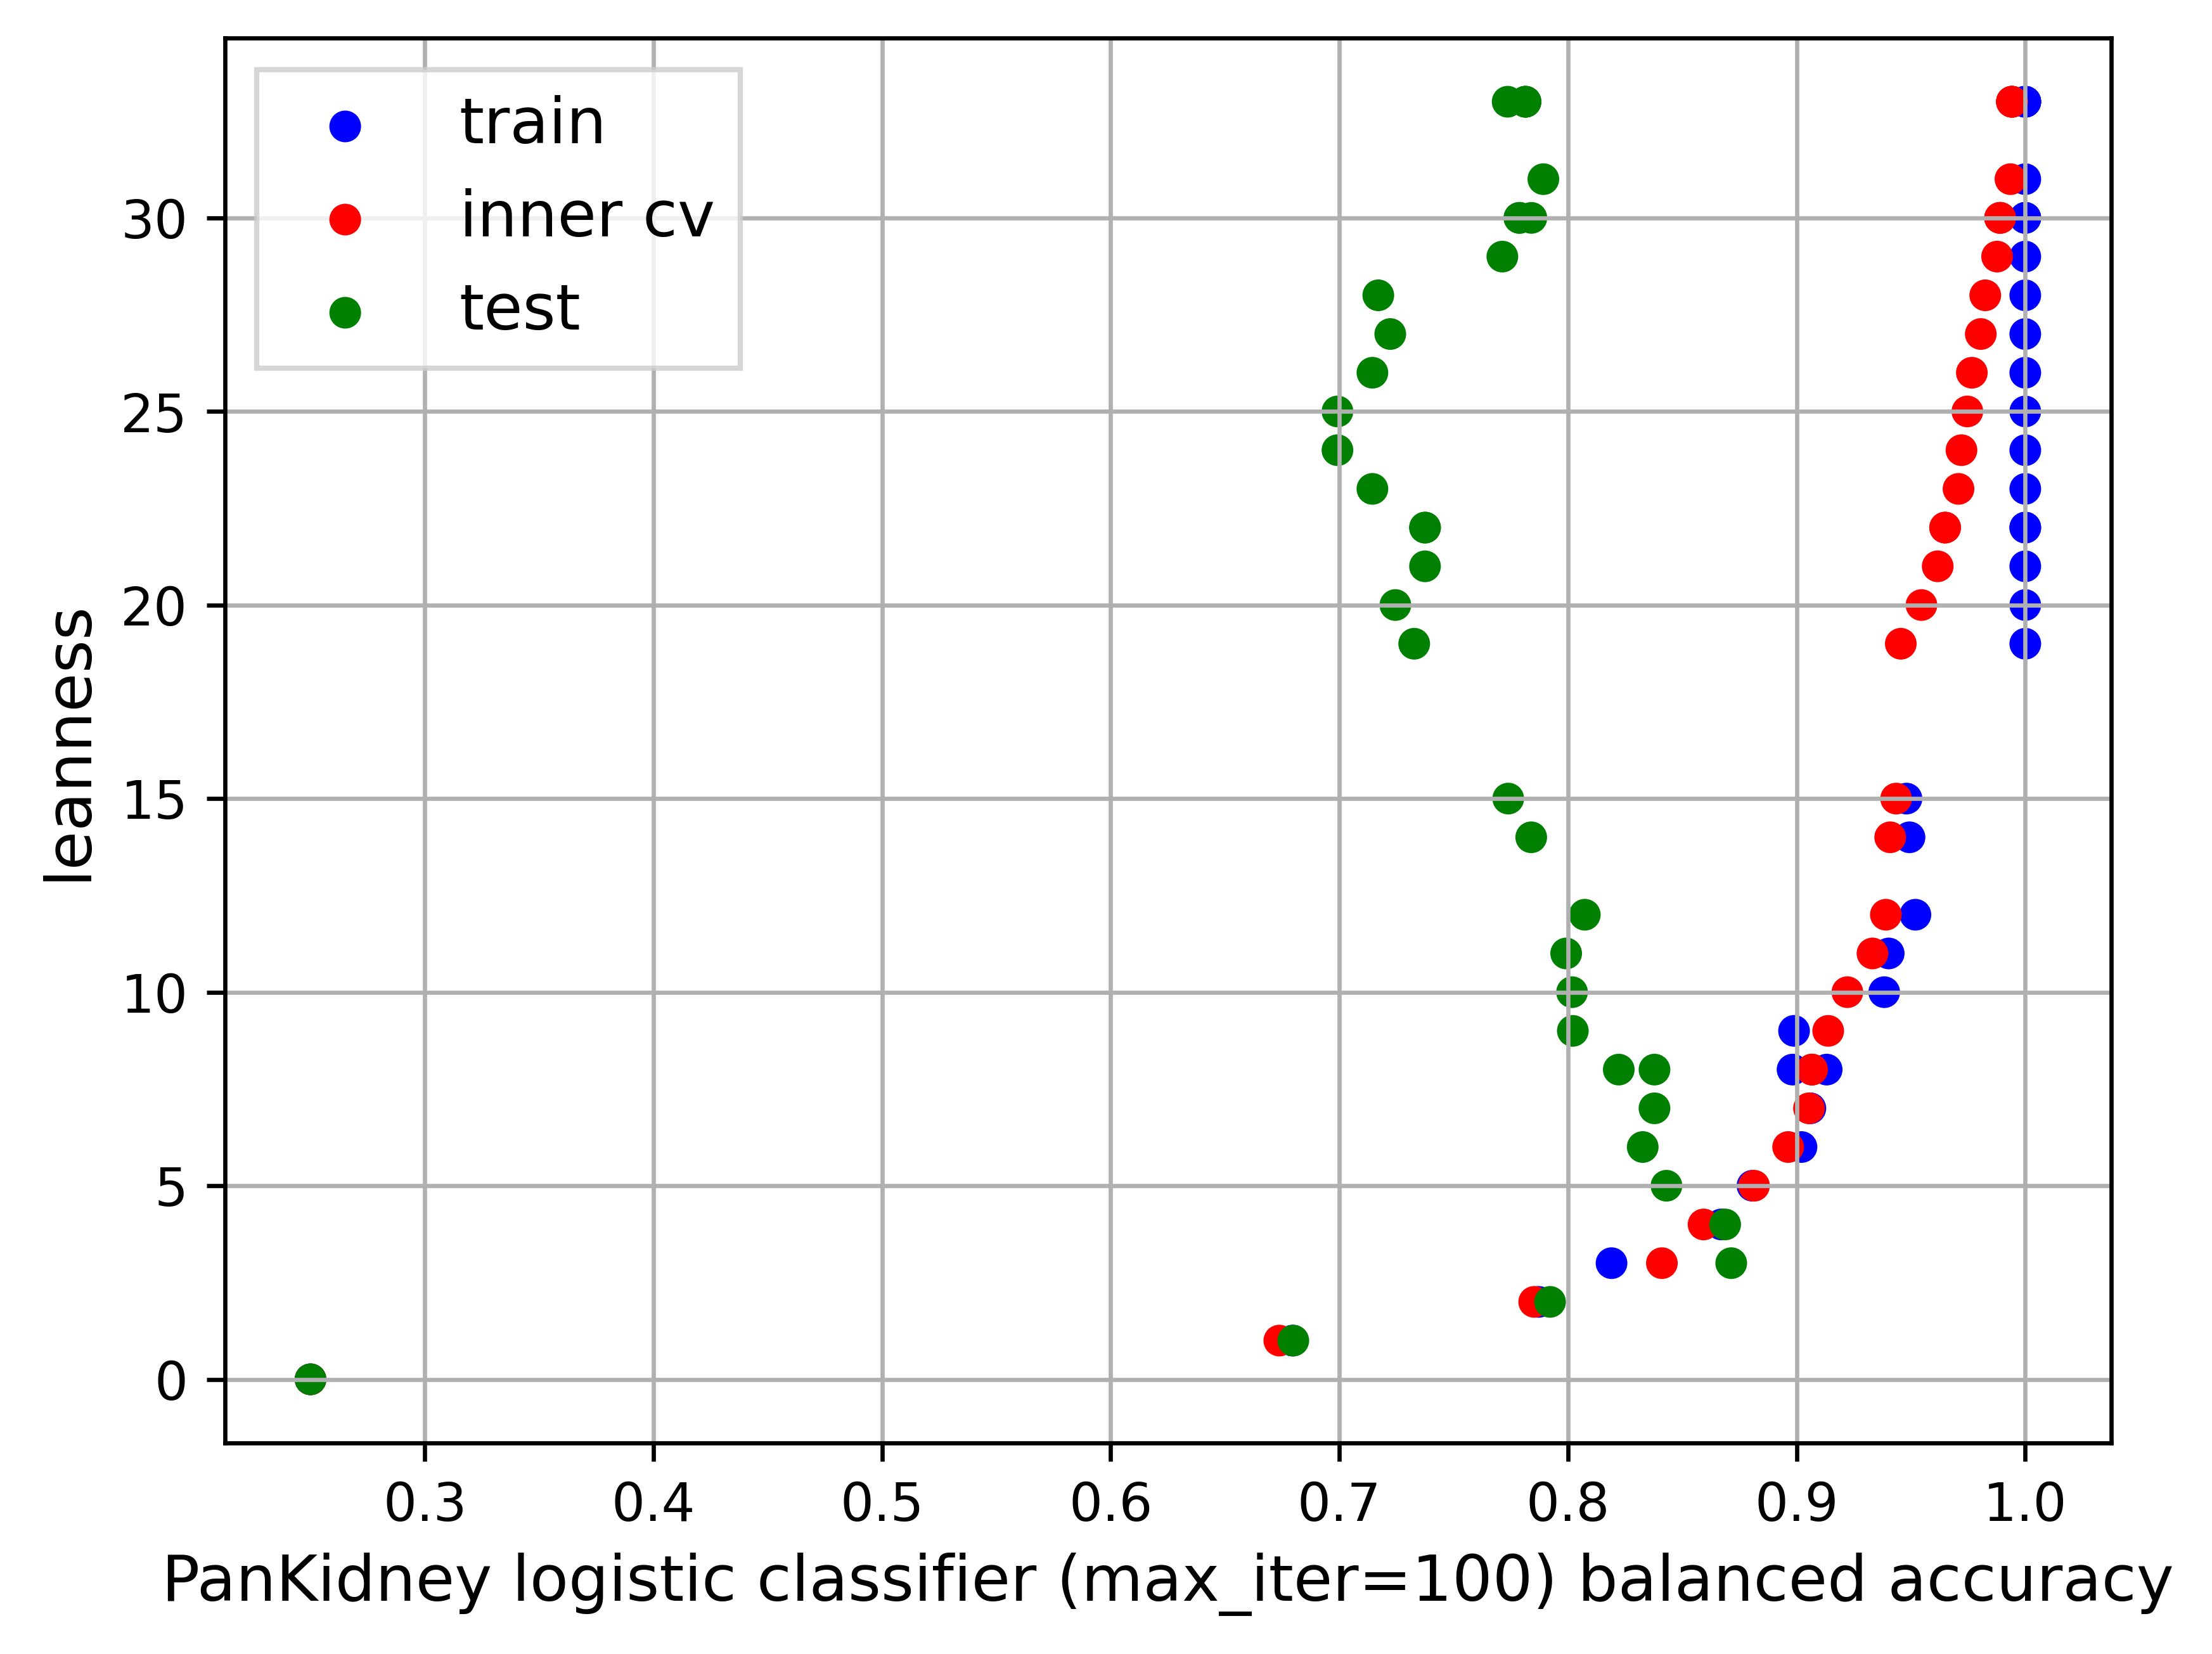 train
inner cv
test
30
25
20
15
10
5
0
leanness
0.3 0.4 0.5 0.6 0.7 0.8 0.9 1.0
PanKidney logistic classifier (max_iter=100) balanced accuracy